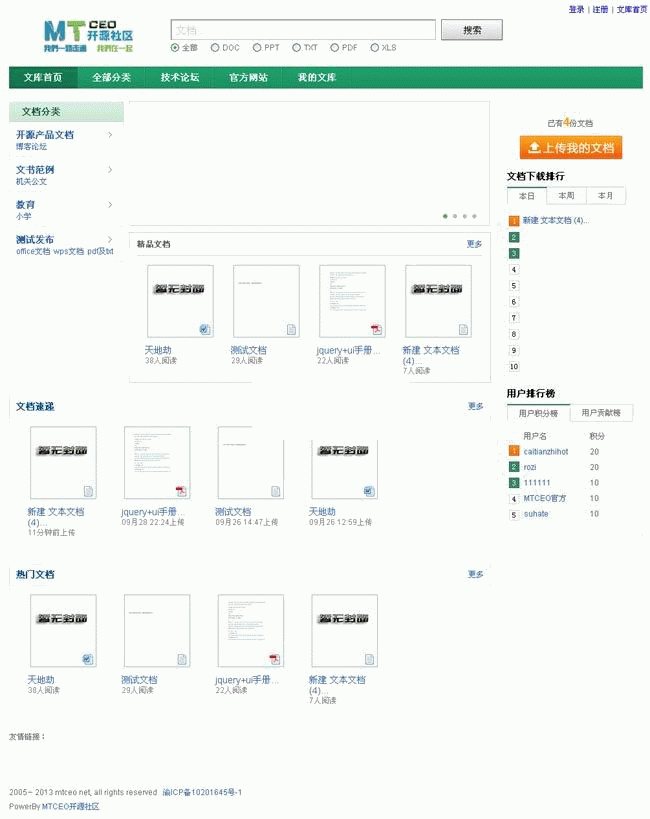 登录 | 注册 | 文库首页
MTCEO
开源社区
我们一路走過 我們在一起
文档
搜索
全部 DOC PPT TXT PDF XLS
文库首页 全部分类 技术论坛 官方网站 我的文库
文档分类
开源产品文档
博客论坛
文书范例
机关公文
教育
小学
测试发布
office文档 wps文档 pdf及txt
精品文档 更多
暂无封面 暂无封面
天地劫 测试文档 jquery+ui手册... 新建 文本文档
(4)...
38人阅读 29人阅读 22人阅读 7人阅读
文档速递 更多
暂无封面 暂无封面
新建 文本文档
(4)...
11分钟前上传
jquery+ui手册...
09月28 22:24上传
测试文档
09月26 14:47上传
天地劫
09月26 12:59上传
热门文档 更多
暂无封面 暂无封面
天地劫
38人阅读
测试文档
29人阅读
jquery+ui手册...
22人阅读
新建 文本文档
(4)...
7人阅读
已有4份文档
上传我的文档
文档下载排行
本日 本周 本月
1 新建 文本文档 (4)...
2
3
4
5
6
7
8
9
10
用户排行榜
用户积分榜 用户贡献榜
用户名 积分
1 caitianzhihot 20
2 rozi 20
3 111111 10
4 MTCEO官方 10
5 suhate 10
友情链接：
2005~ 2013 mtceo.net, all rights reserved 渝ICP备10201645号-1
PowerBy MTCEO开源社区